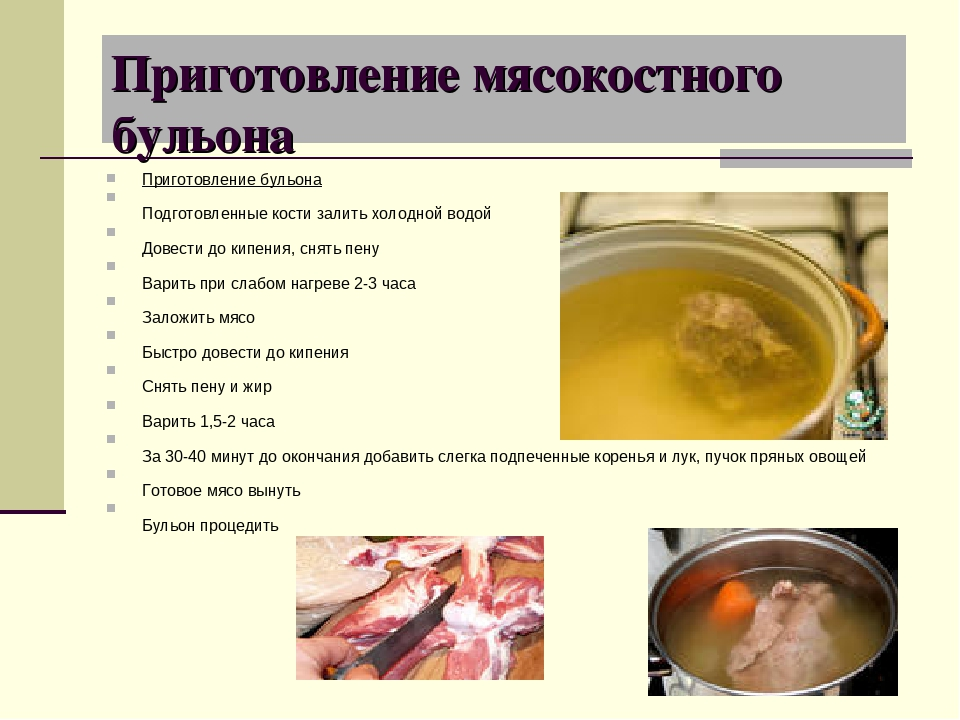 Приготовление мясокостного
бульона
Приготовление бульона
Подготовленные кости залить холодной водой
Довести до кипения, снять пену
Варить при слабом нагреве 2-3 часа
Заложить мясо
Быстро довести до кипения
Снять пену и жир
Варить 1,5-2 часа
За 30-40 минут до окончания добавить слегка подпеченные коренья и лук, пучок пряных овощей
Готовое мясо вынуть
Бульон процедить